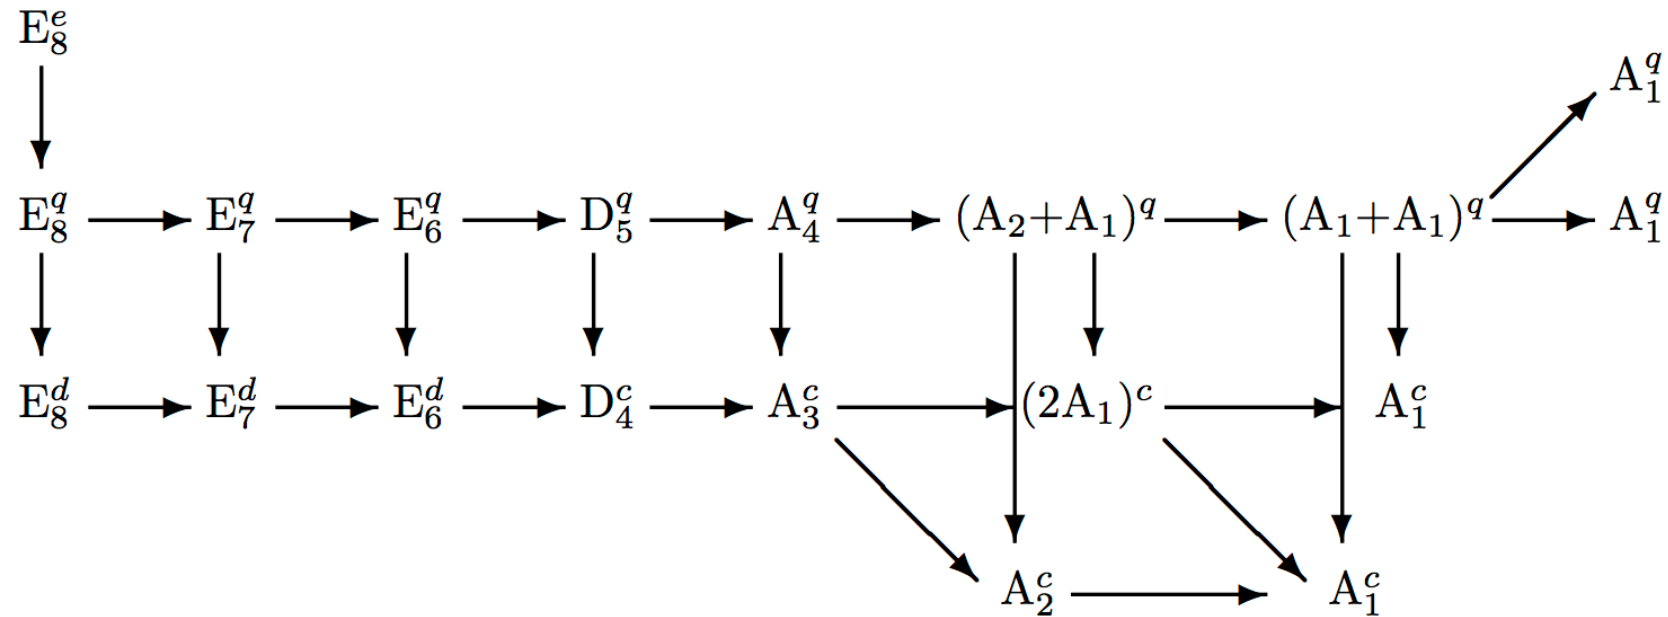 E₈ᵉ
A₁^q
E₈^q E₇^q E₆^q D₅^q A₄^q (A₂+A₁)^q (A₁+A₁)^q A₁^q
E₈ᵈ E₇ᵈ E₆ᵈ D₄ᶜ A₃ᶜ (2A₁)ᶜ A₁ᶜ
A₂ᶜ A₁ᶜ